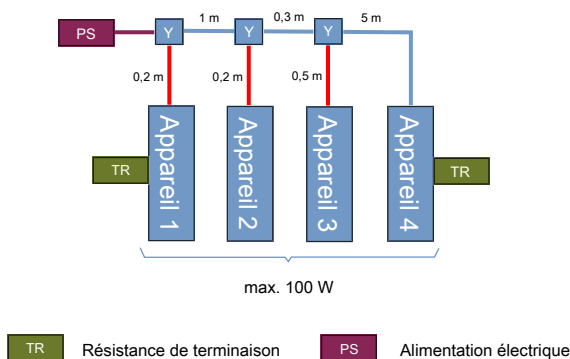 PS Y 1 m Y 0,3 m Y 5 m
0,2 m 0,2 m 0,5 m
TR Appareil 1 Appareil 2 Appareil 3 Appareil 4 TR
max. 100 W
TR Résistance de terminaison PS Alimentation électrique